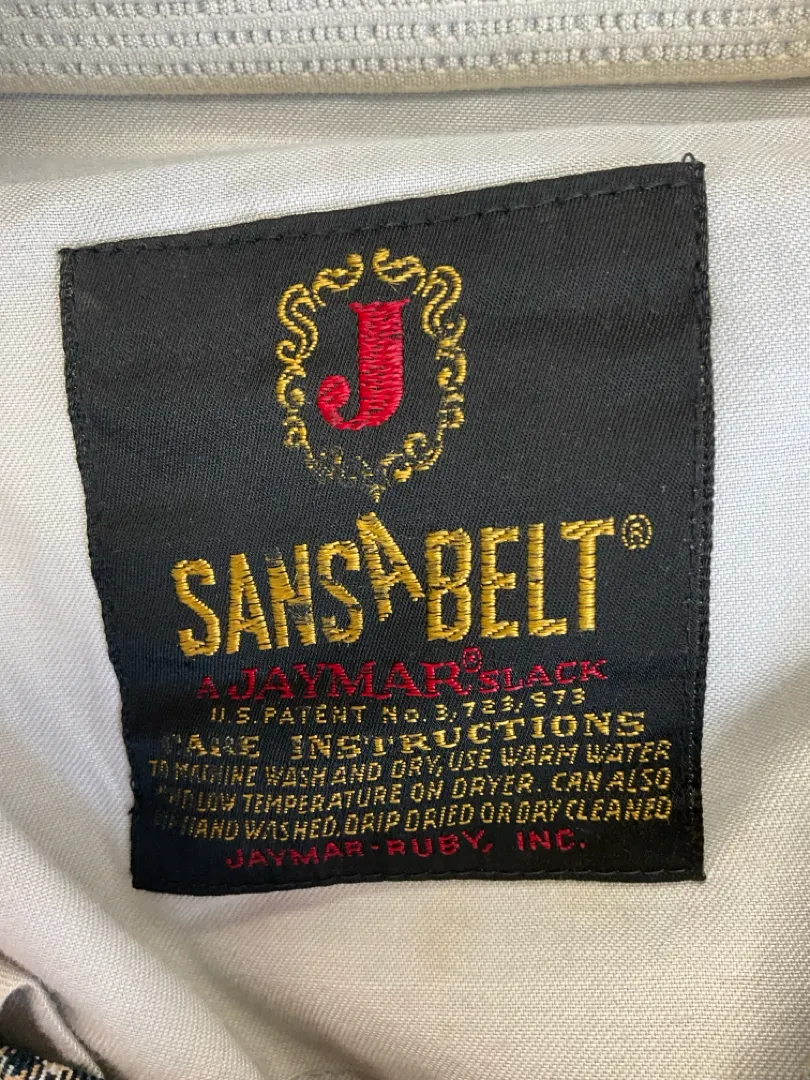 J
SANSABELT®
A JAYMAR® SLACK
U.S. PATENT No. 3,723,973
CARE INSTRUCTIONS
TO MACHINE WASH AND DRY, USE WARM WATER
AND LOW TEMPERATURE ON DRYER. CAN ALSO
BE HAND WASHED, DRIP DRIED OR DRY CLEANED
JAYMAR-RUBY, INC.